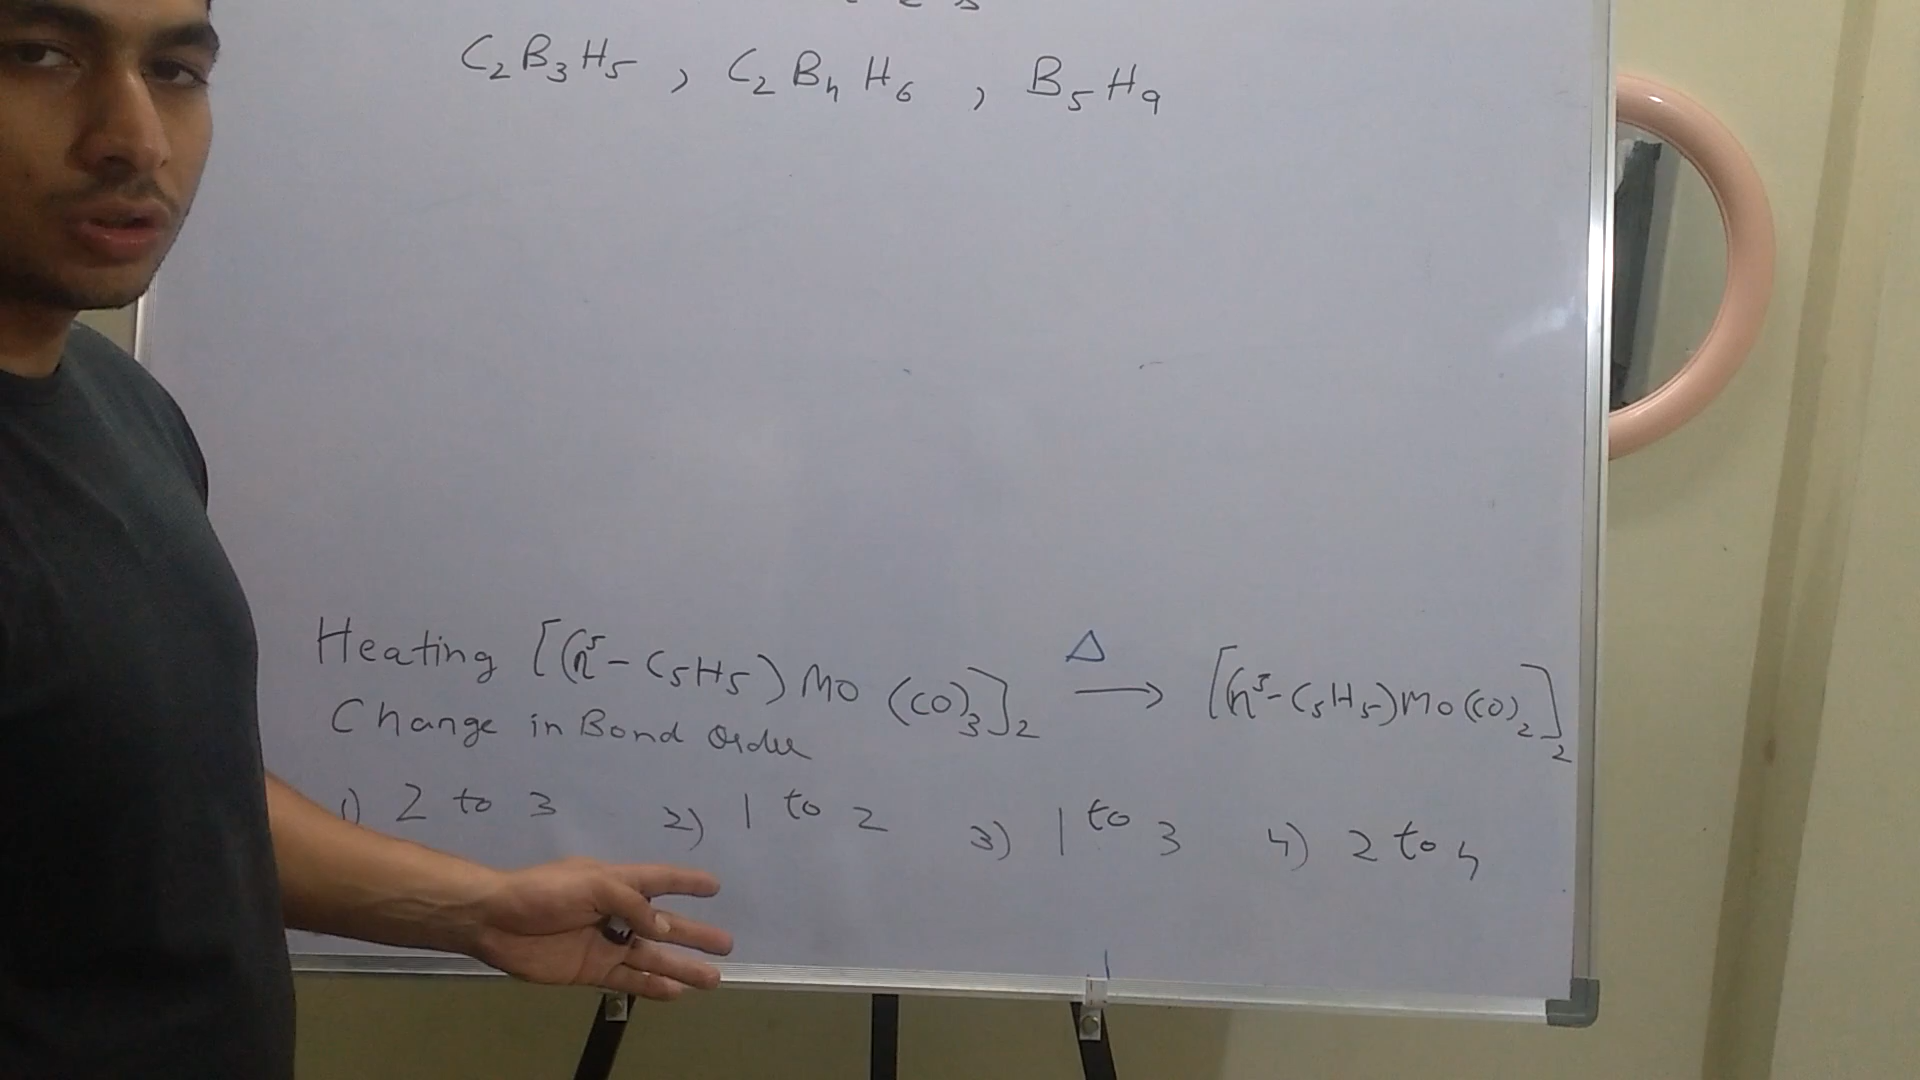 C₂B₃H₅ , C₂B₄H₆ , B₅H₉
Heating [(η⁵-C₅H₅)Mo(CO)₃]₂ Δ → [(η⁵-C₅H₅)Mo(CO)₂]₂
Change in Bond Order
1) 2 to 3 2) 1 to 2 3) 1 to 3 4) 2 to 4